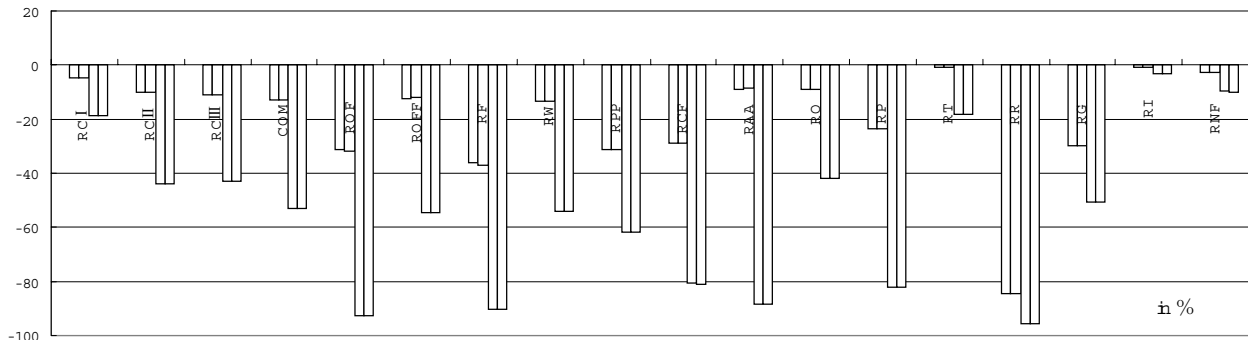 20
0
-20
-40
-60
-80
-100
RCⅠ
RCⅡ
RCⅢ
COM
ROF
ROFF
RF
RW
RPP
RCF
RAA
RO
RP
RT
RR
RG
RI
RNF
in %